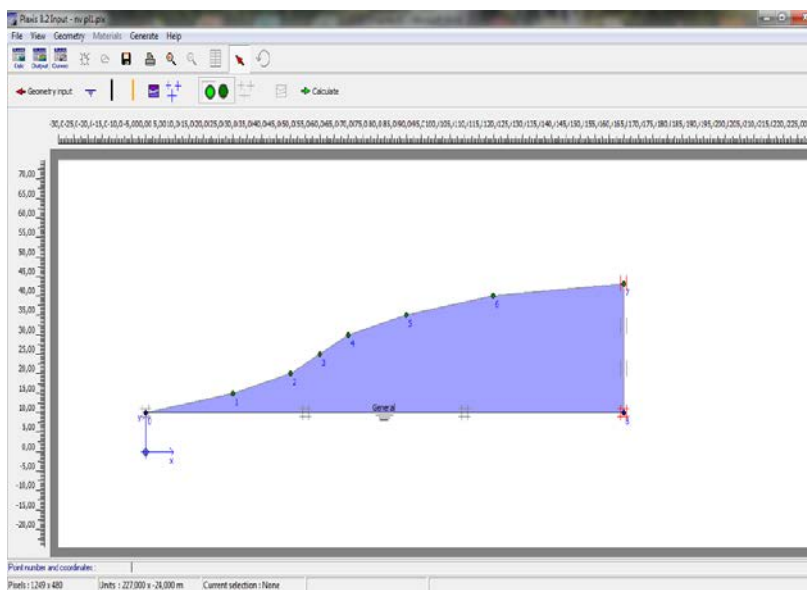 Plaxis 8.2 Input - nv pl1.plx
File View Geometry Materials Generate Help
Calc Output Curves
Geometry input Calculate
70,00
65,00
60,00
55,00
50,00
45,00
40,00
35,00
30,00
25,00
20,00
15,00
10,00
5,00
0,00
-5,00
-10,00
-15,00
-20,00
7
6
5
4
3
2
1
General
y 0
x
Point number and coordinates :
Pixels : 1249 x 480 Units : 227,000 x -24,000 m Current selection : None